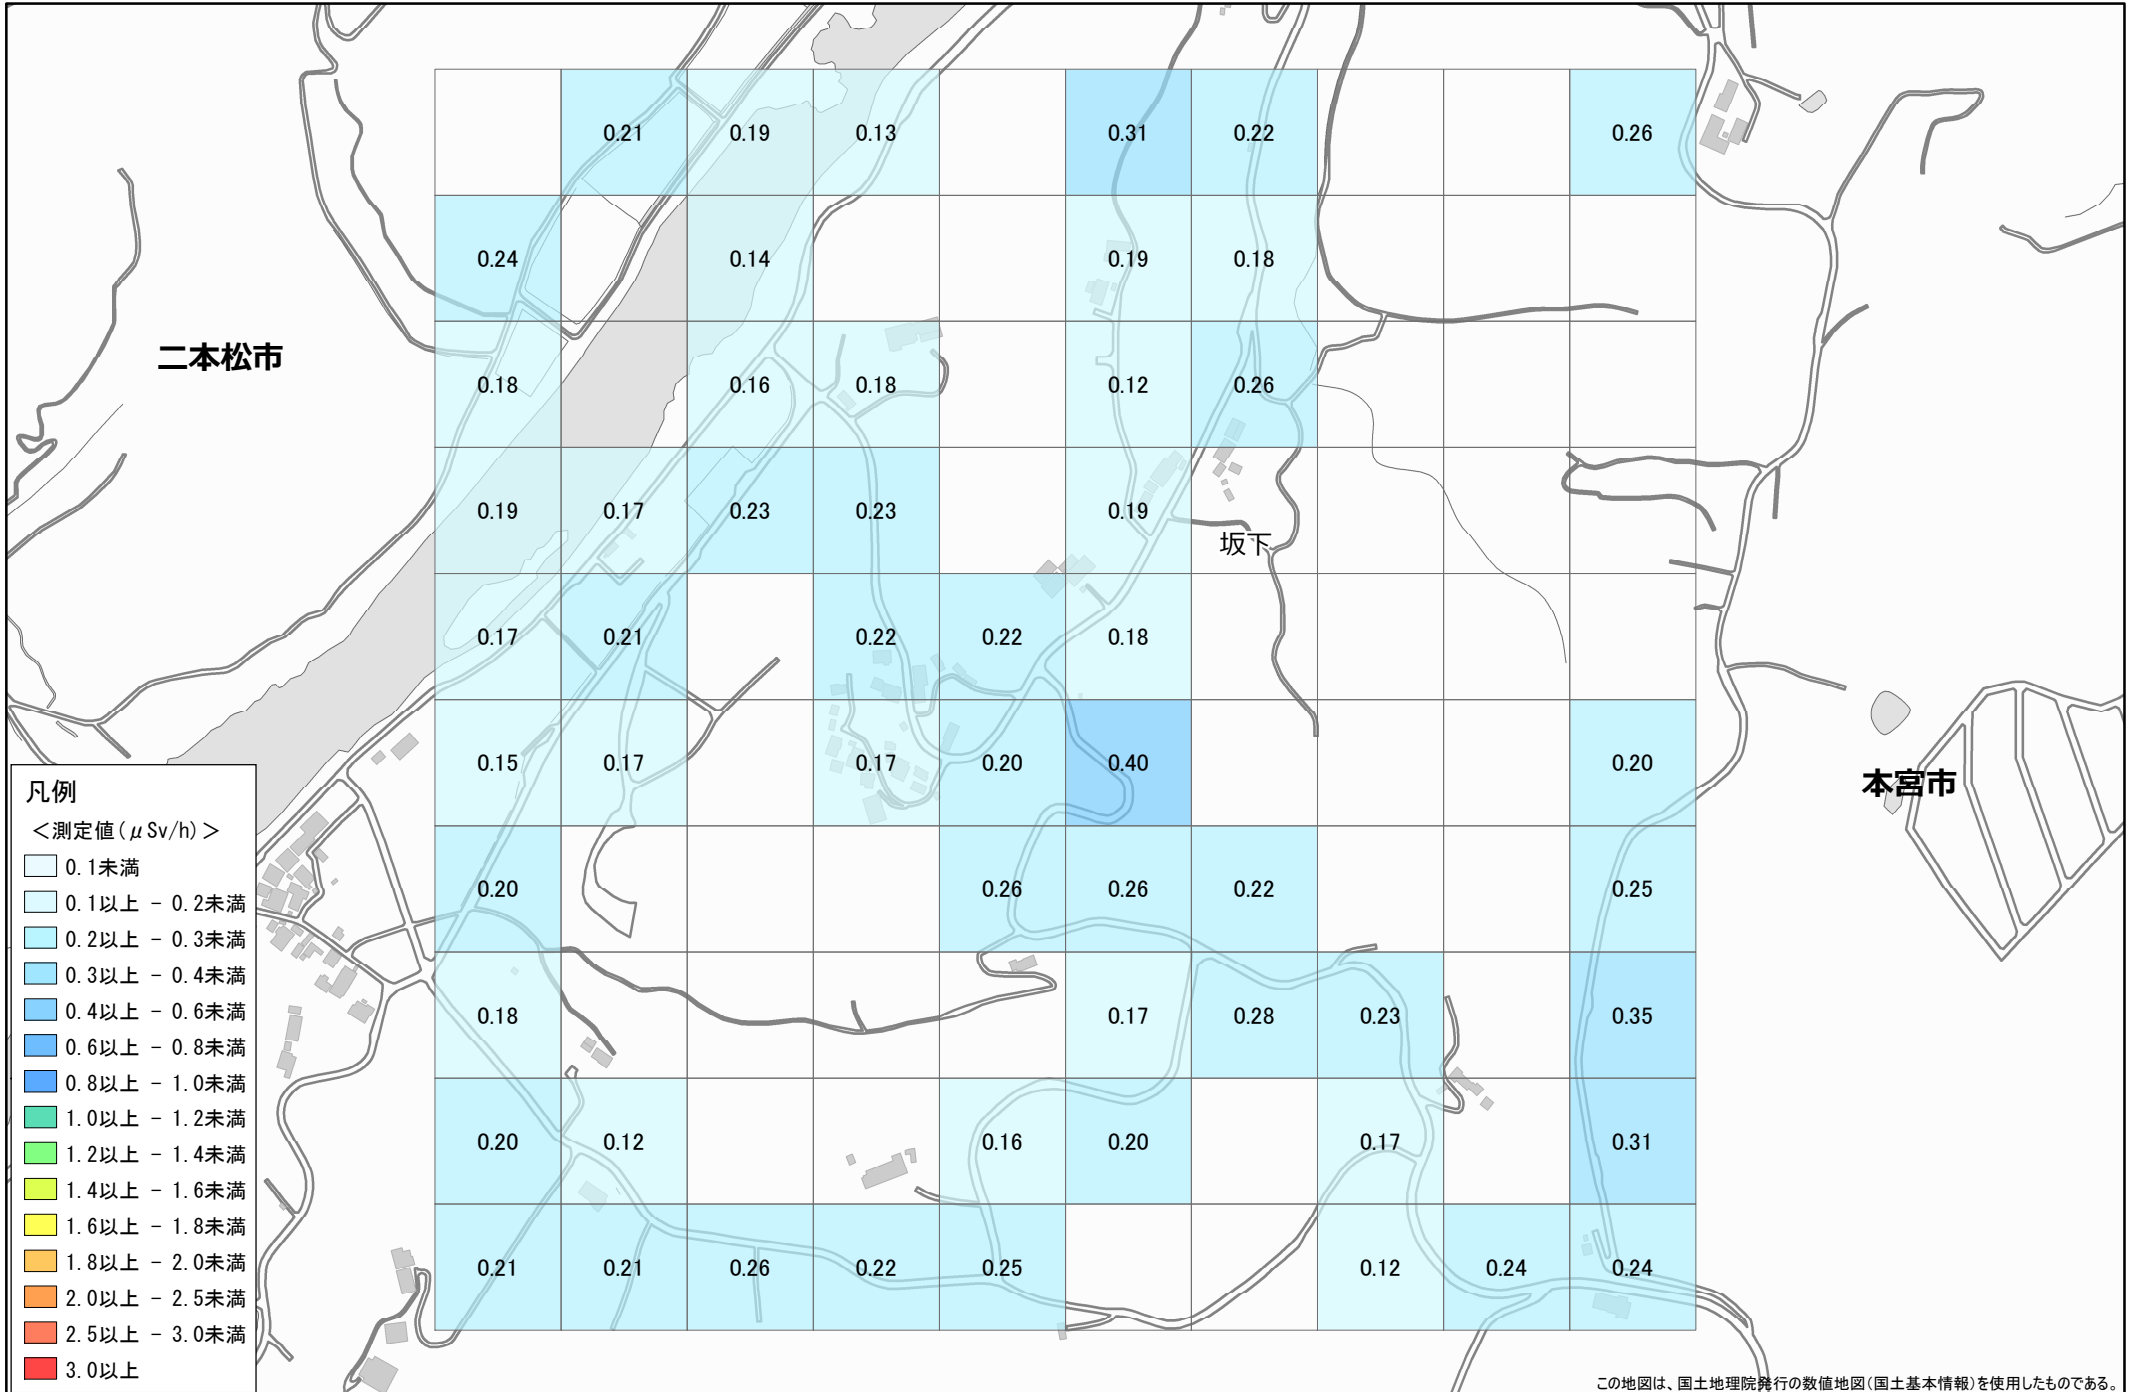 0.21 0.19 0.13 0.31 0.22 0.26
0.24 0.14 0.19 0.18
二本松市
0.18 0.16 0.18 0.12 0.26
0.19 0.17 0.23 0.23 0.19
坂下
0.17 0.21 0.22 0.22 0.18
0.15 0.17 0.17 0.20 0.40 0.20
本宮市
0.20 0.26 0.26 0.22 0.25
0.18 0.17 0.28 0.23 0.35
0.20 0.12 0.16 0.20 0.17 0.31
0.21 0.21 0.26 0.22 0.25 0.12 0.24 0.24
凡例
＜測定値(μSv/h)＞
0.1未満
0.1以上 － 0.2未満
0.2以上 － 0.3未満
0.3以上 － 0.4未満
0.4以上 － 0.6未満
0.6以上 － 0.8未満
0.8以上 － 1.0未満
1.0以上 － 1.2未満
1.2以上 － 1.4未満
1.4以上 － 1.6未満
1.6以上 － 1.8未満
1.8以上 － 2.0未満
2.0以上 － 2.5未満
2.5以上 － 3.0未満
3.0以上
この地図は、国土地理院発行の数値地図(国土基本情報)を使用したものである。